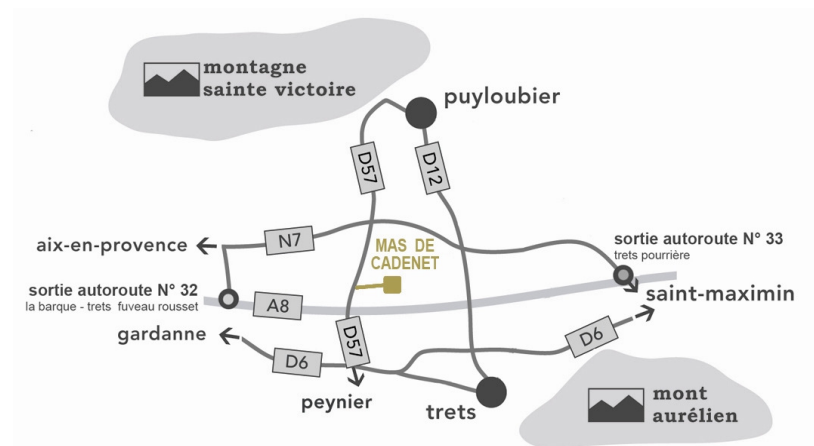 montagne
sainte victoire
puyloubier
D57
D12
aix-en-provence
N7
MAS DE
CADENET
sortie autoroute N° 33
trets pourrière
sortie autoroute N° 32
la barque - trets fuveau rousset
A8
saint-maximin
gardanne
D57
D6
D6
peynier
trets
mont
aurélien